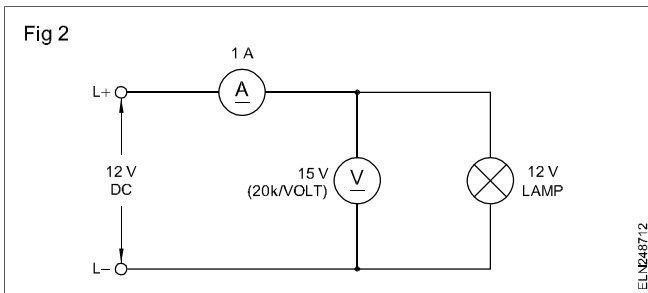 Fig 2
1 A
A
L+
12 V
DC
15 V
(20k/VOLT)
V
12 V
LAMP
L–
ELN248712